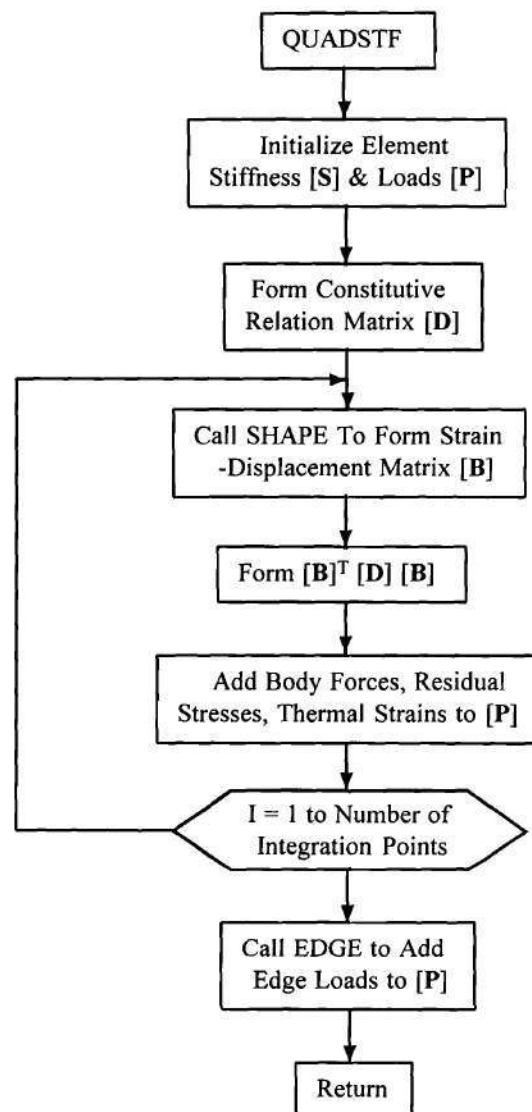 QUADSTF
Initialize Element
Stiffness [S] & Loads [P]
Form Constitutive
Relation Matrix [D]
Call SHAPE To Form Strain
-Displacement Matrix [B]
Form [B]ᵀ [D] [B]
Add Body Forces, Residual
Stresses, Thermal Strains to [P]
I = 1 to Number of
Integration Points
Call EDGE to Add
Edge Loads to [P]
Return